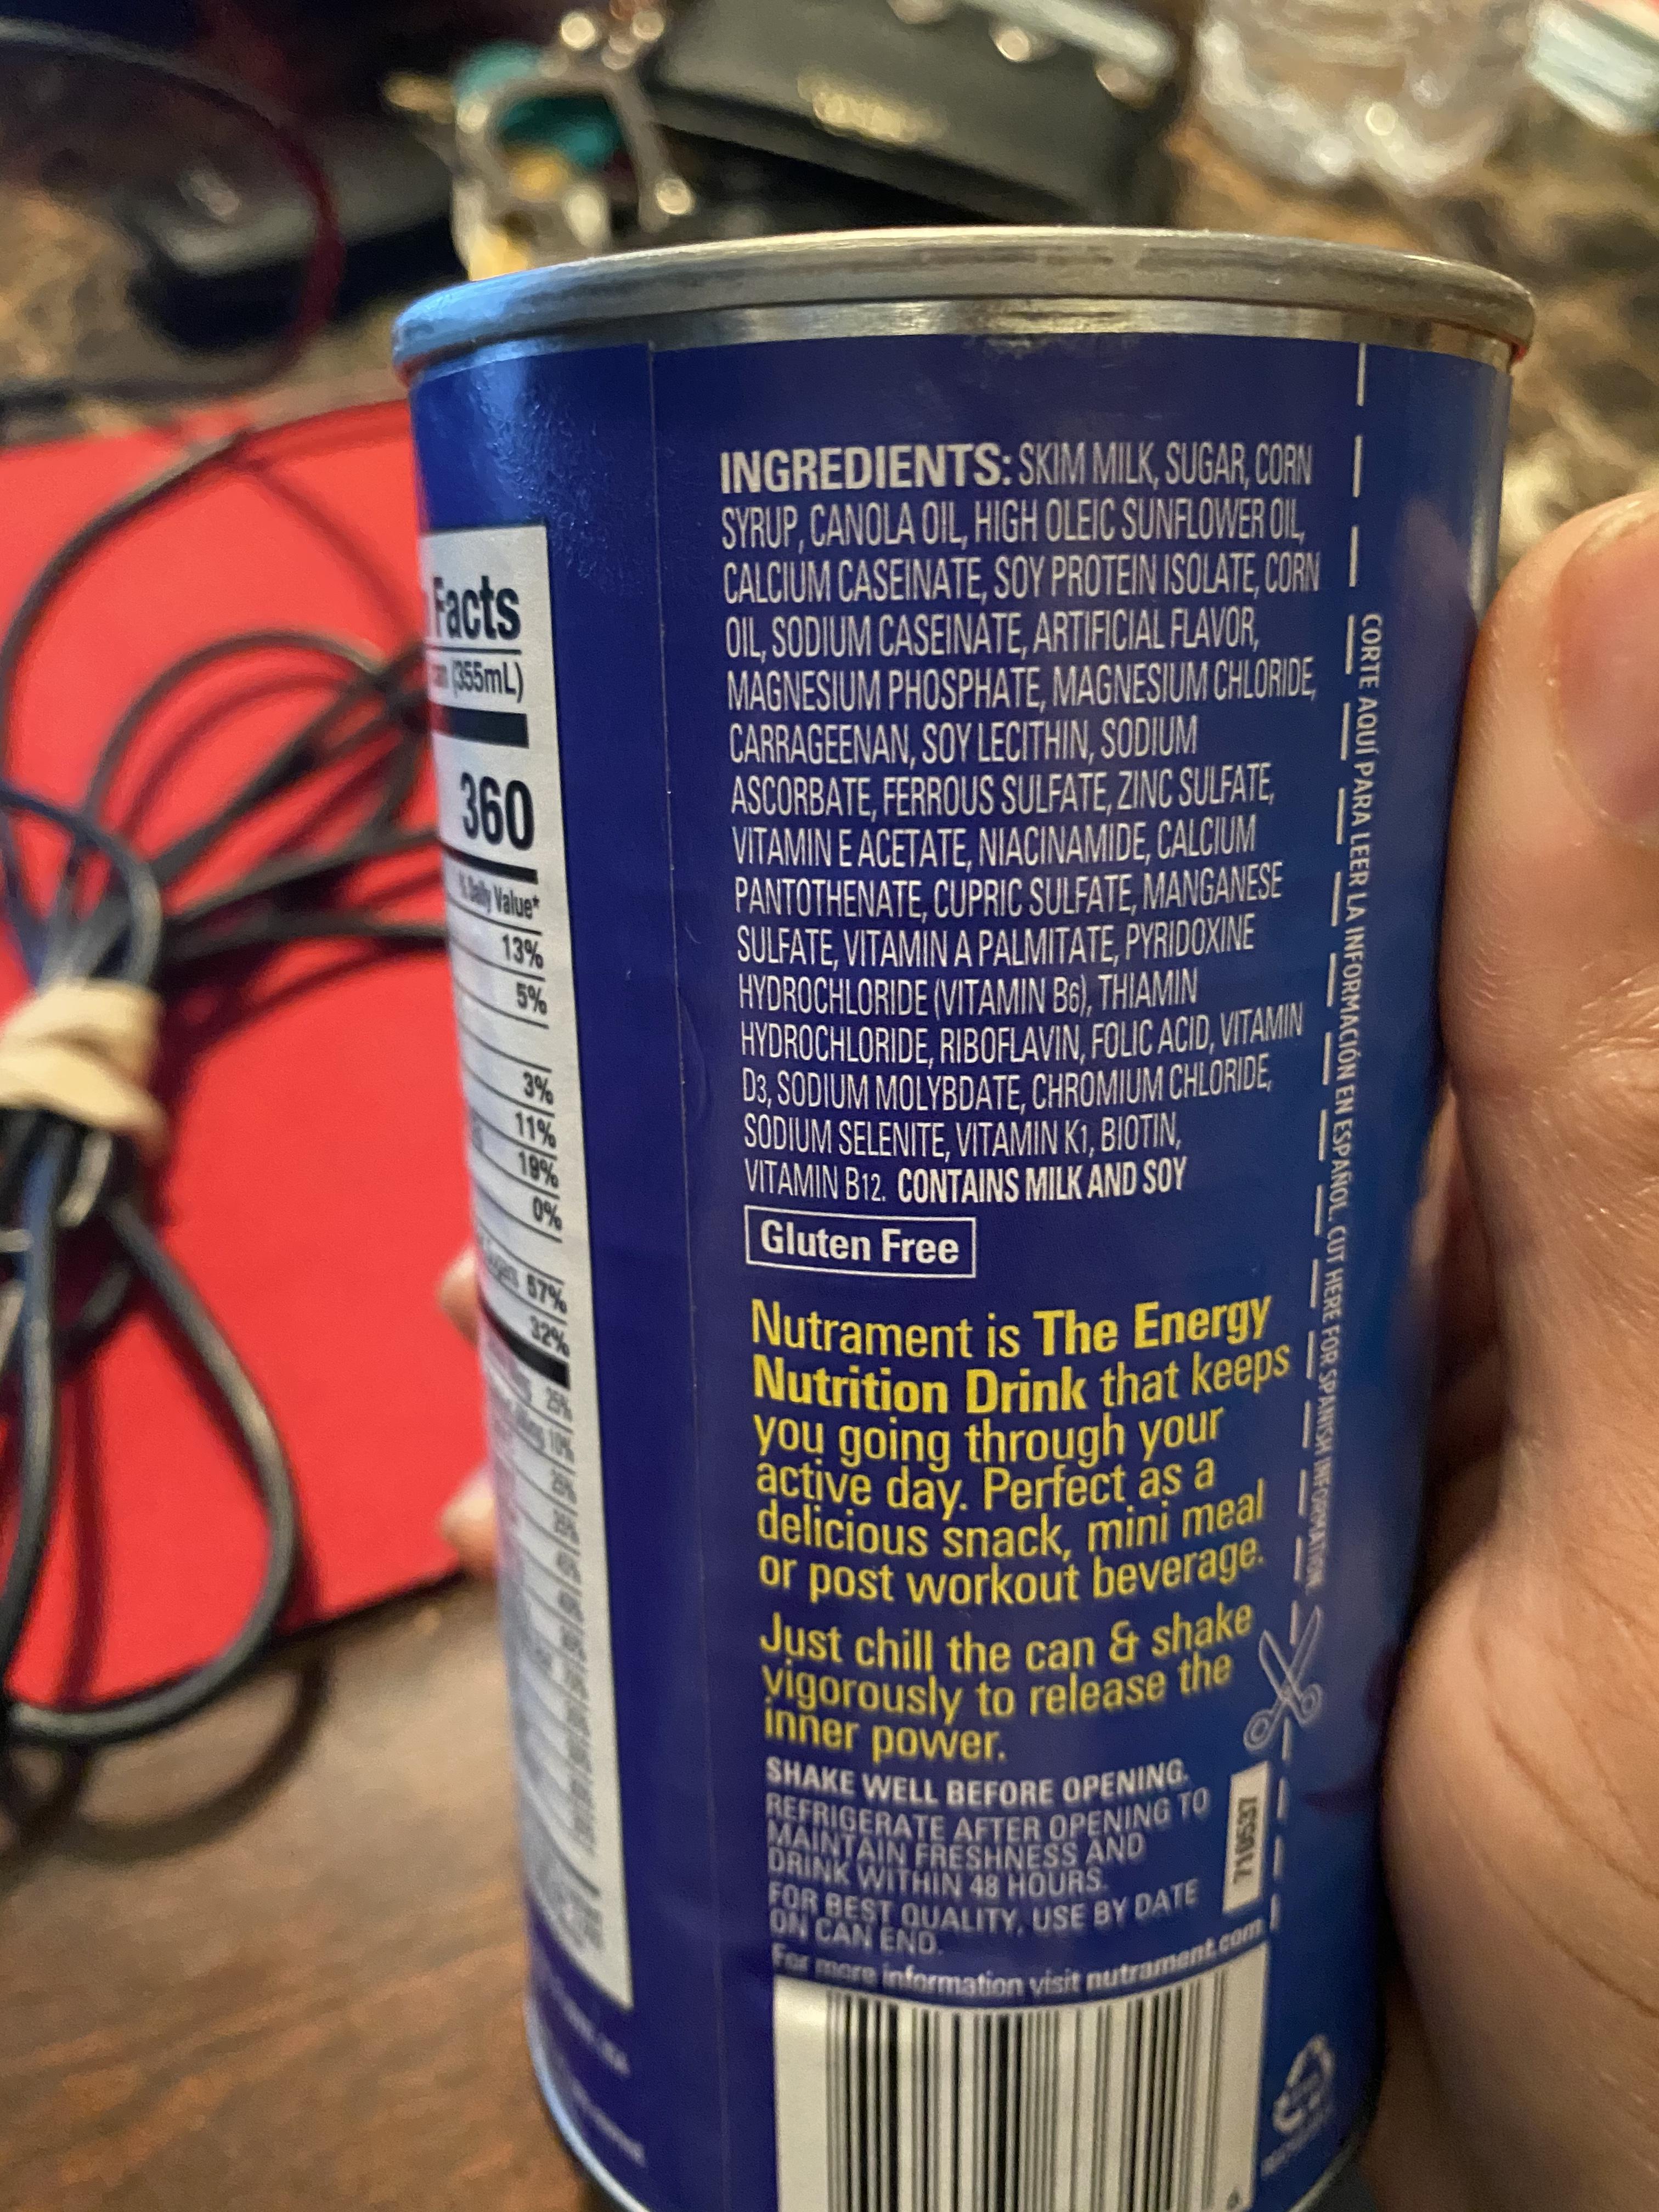 Facts
(355mL)
360
% Daily Value*
13%
5%
3%
11%
19%
0%
57%
32%
25%
10%
25%
INGREDIENTS: SKIM MILK, SUGAR, CORN
SYRUP, CANOLA OIL, HIGH OLEIC SUNFLOWER OIL,
CALCIUM CASEINATE, SOY PROTEIN ISOLATE, CORN
OIL, SODIUM CASEINATE, ARTIFICIAL FLAVOR,
MAGNESIUM PHOSPHATE, MAGNESIUM CHLORIDE,
CARRAGEENAN, SOY LECITHIN, SODIUM
ASCORBATE, FERROUS SULFATE, ZINC SULFATE,
VITAMIN E ACETATE, NIACINAMIDE, CALCIUM
PANTOTHENATE, CUPRIC SULFATE, MANGANESE
SULFATE, VITAMIN A PALMITATE, PYRIDOXINE
HYDROCHLORIDE (VITAMIN B6), THIAMIN
HYDROCHLORIDE, RIBOFLAVIN, FOLIC ACID, VITAMIN
D3, SODIUM MOLYBDATE, CHROMIUM CHLORIDE,
SODIUM SELENITE, VITAMIN K1, BIOTIN,
VITAMIN B12. CONTAINS MILK AND SOY
Gluten Free
Nutrament is The Energy
Nutrition Drink that keeps
you going through your
active day. Perfect as a
delicious snack, mini meal
or post workout beverage.
Just chill the can & shake
vigorously to release the
inner power.
SHAKE WELL BEFORE OPENING.
REFRIGERATE AFTER OPENING TO
MAINTAIN FRESHNESS AND
DRINK WITHIN 48 HOURS.
FOR BEST QUALITY, USE BY DATE
ON CAN END.
For more information visit nutrament.com
CORTE AQUÍ PARA LEER LA INFORMACIÓN EN ESPAÑOL. CUT HERE FOR SPANISH INFORMATION.